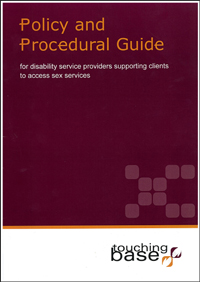 Policy and
Procedural Guide
for disability service providers supporting clients
to access sex services
touching
base